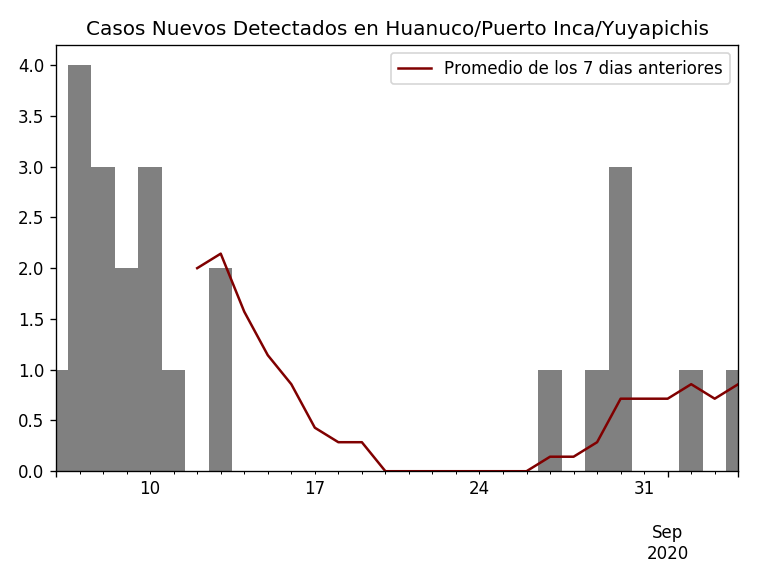 Casos Nuevos Detectados en Huanuco/Puerto Inca/Yuyapichis
Promedio de los 7 dias anteriores
4.0
3.5
3.0
2.5
2.0
1.5
1.0
0.5
0.0
10 17 24 31
Sep
2020